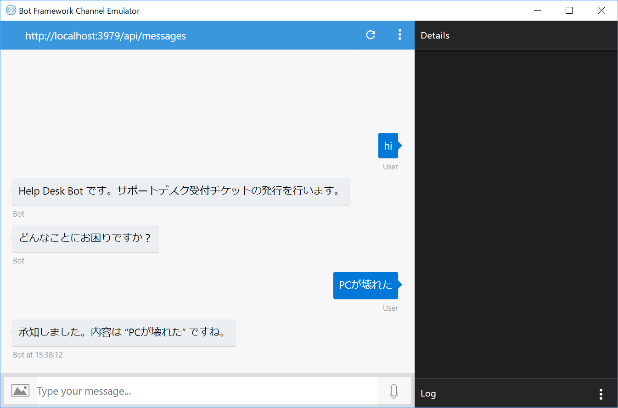 Bot Framework Channel Emulator
http://localhost:3979/api/messages
Details
hi
User
Help Desk Bot です。サポートデスク受付チケットの発行を行います。
Bot
どんなことにお困りですか？
Bot
PCが壊れた
User
承知しました。内容は “PCが壊れた” ですね。
Bot at 15:38:12
Type your message...
Log